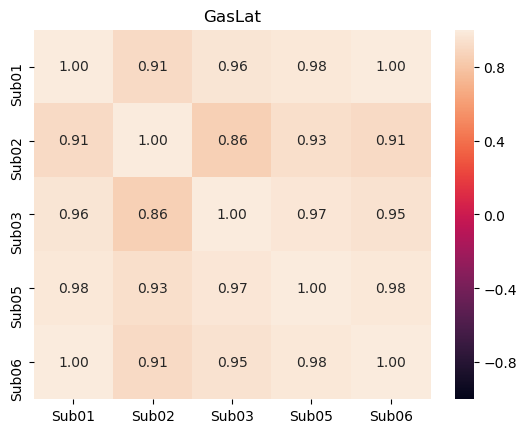 GasLat
Sub01 1.00 0.91 0.96 0.98 1.00
Sub02 0.91 1.00 0.86 0.93 0.91
Sub03 0.96 0.86 1.00 0.97 0.95
Sub05 0.98 0.93 0.97 1.00 0.98
Sub06 1.00 0.91 0.95 0.98 1.00
Sub01 Sub02 Sub03 Sub05 Sub06
0.8
0.4
0.0
−0.4
−0.8